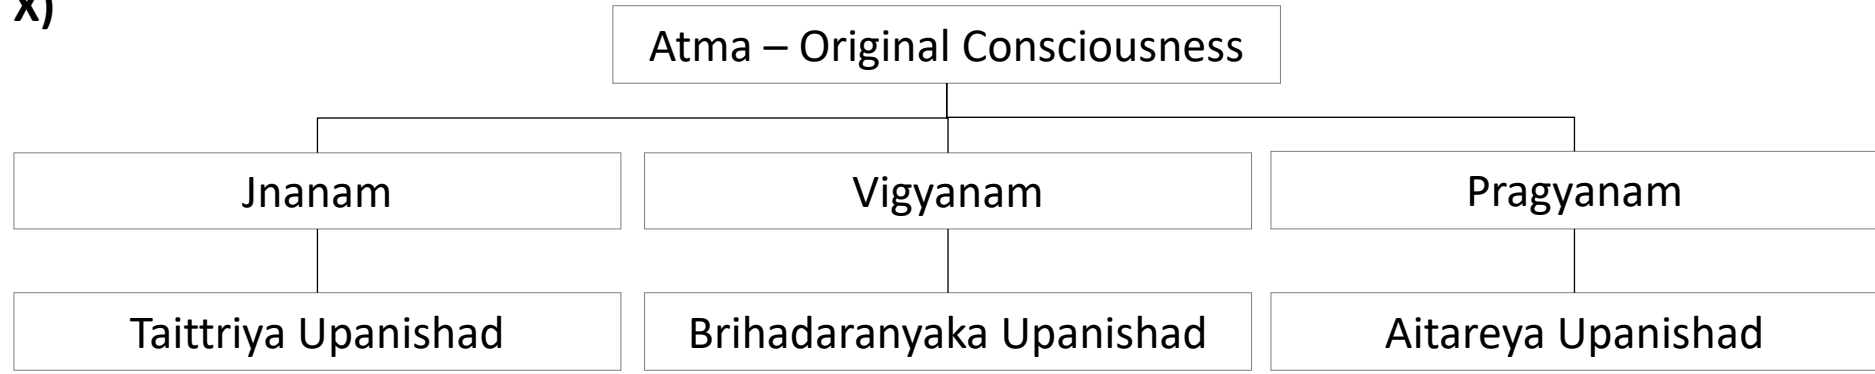 X)
Atma – Original Consciousness
Jnanam
Vigyanam
Pragyanam
Taittriya Upanishad
Brihadaranyaka Upanishad
Aitareya Upanishad